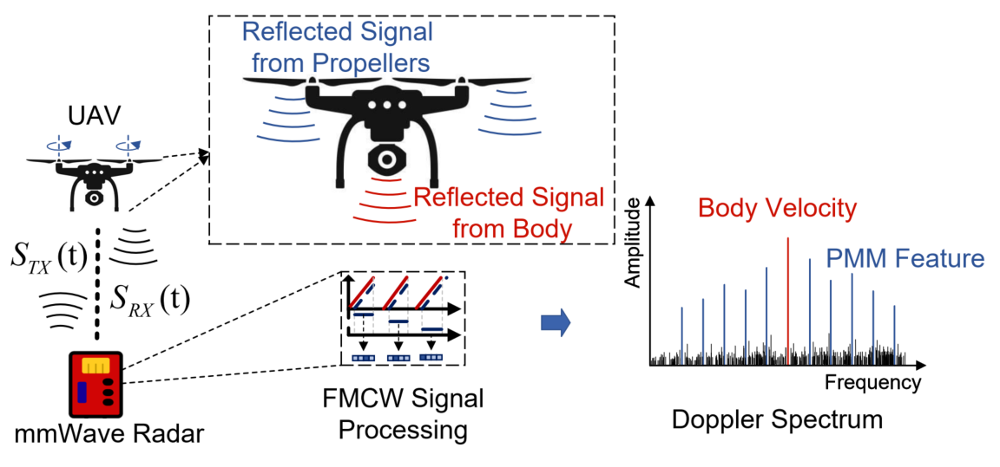 Reflected Signal
from Propellers
UAV
Reflected Signal
from Body
S_TX(t)
S_RX(t)
mmWave Radar
FMCW Signal
Processing
Amplitude
Body Velocity
PMM Feature
Frequency
Doppler Spectrum